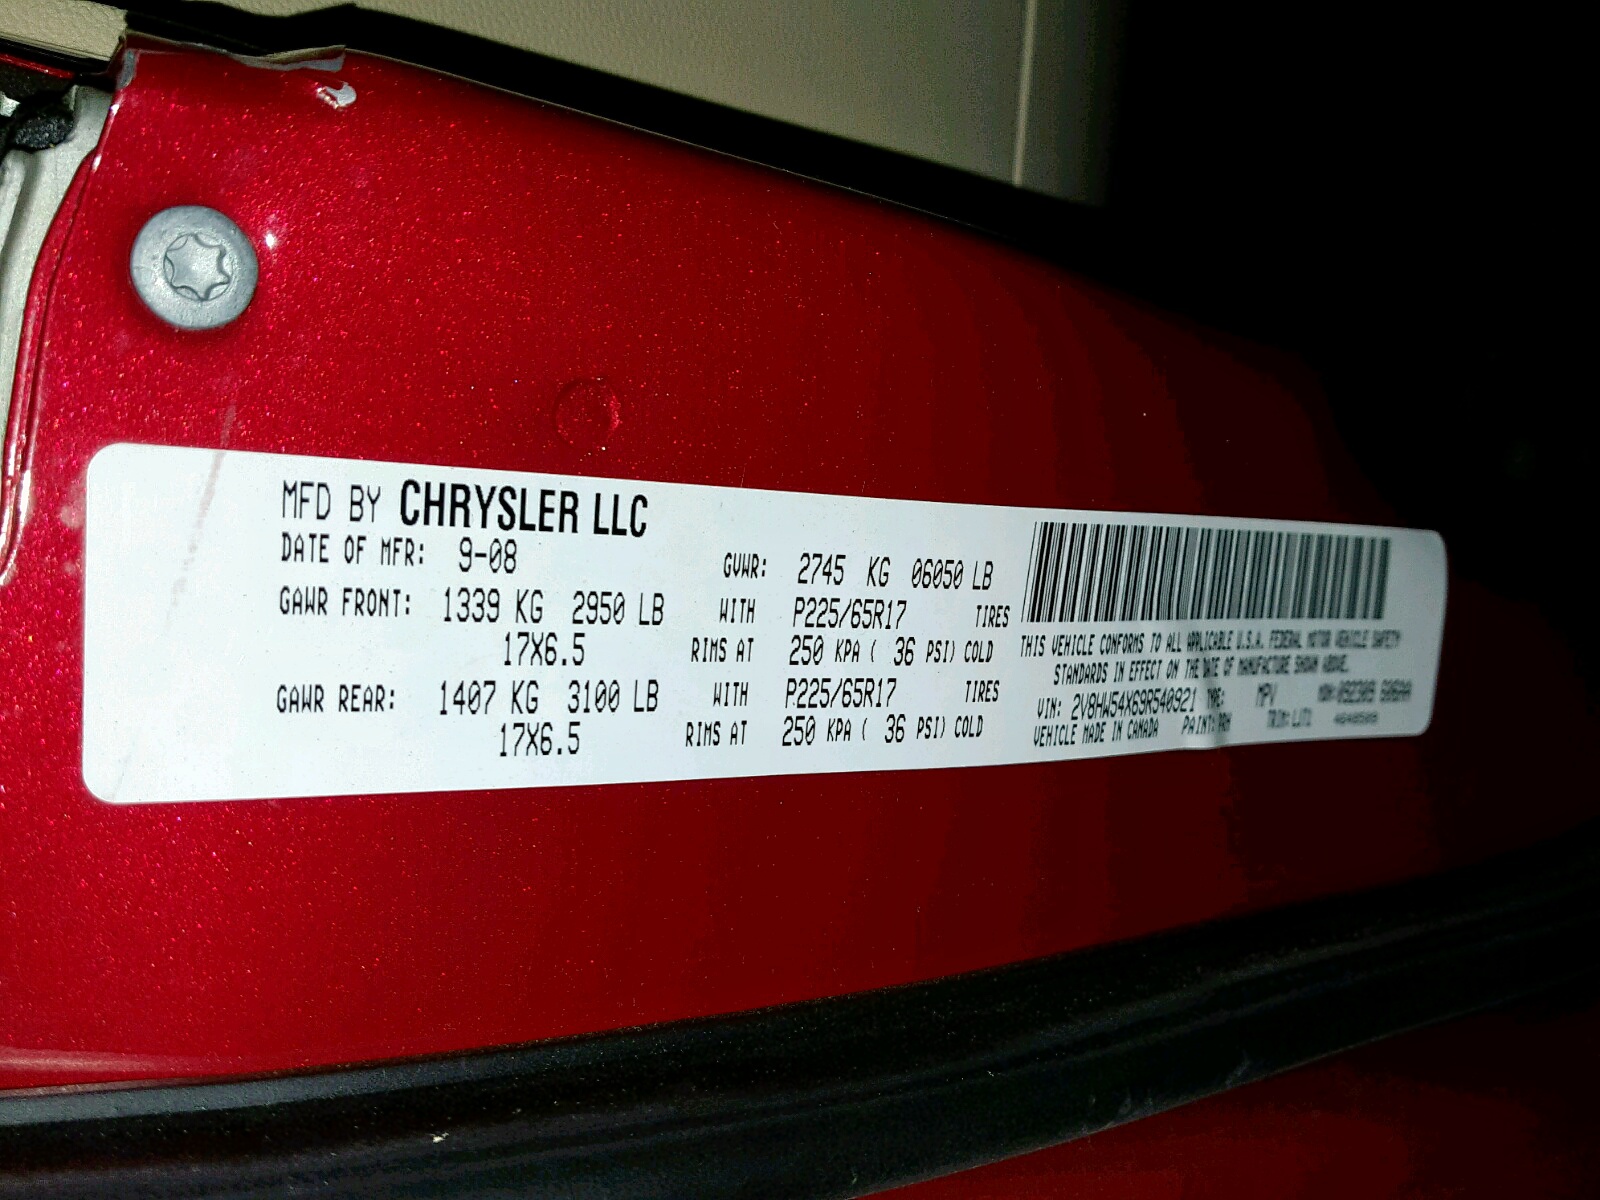 MFD BY CHRYSLER LLC
DATE OF MFR: 9-08 GVWR: 2745 KG 06050 LB
GAWR FRONT: 1339 KG 2950 LB WITH P225/65R17 TIRES
17X6.5 RIMS AT 250 KPA ( 36 PSI) COLD
GAWR REAR: 1407 KG 3100 LB WITH P225/65R17 TIRES
17X6.5 RIMS AT 250 KPA ( 36 PSI) COLD
THIS VEHICLE CONFORMS TO ALL APPLICABLE U.S.A. FEDERAL MOTOR VEHICLE SAFETY
STANDARDS IN EFFECT ON THE DATE OF MANUFACTURE SHOWN ABOVE.
VIN: 2V8HW54X69R540921 TYPE: MPV MDH:
VEHICLE MADE IN CANADA PAINT: TRIM: